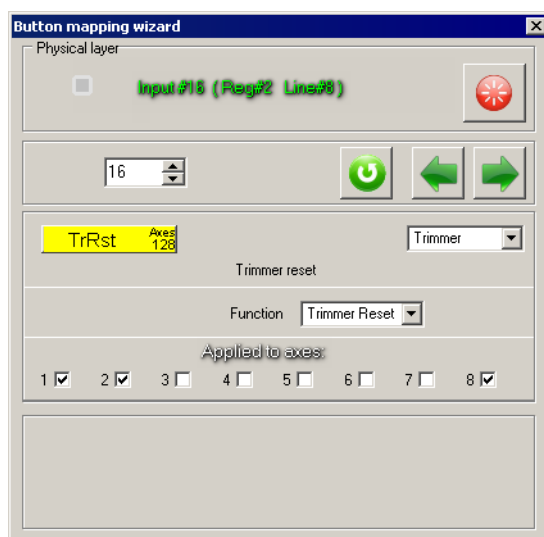 Button mapping wizard
Physical layer
Input #16 (Reg#2 Line#8)
16
TrRst Axes 128
Trimmer
Trimmer reset
Function Trimmer Reset
Applied to axes:
1 2 3 4 5 6 7 8